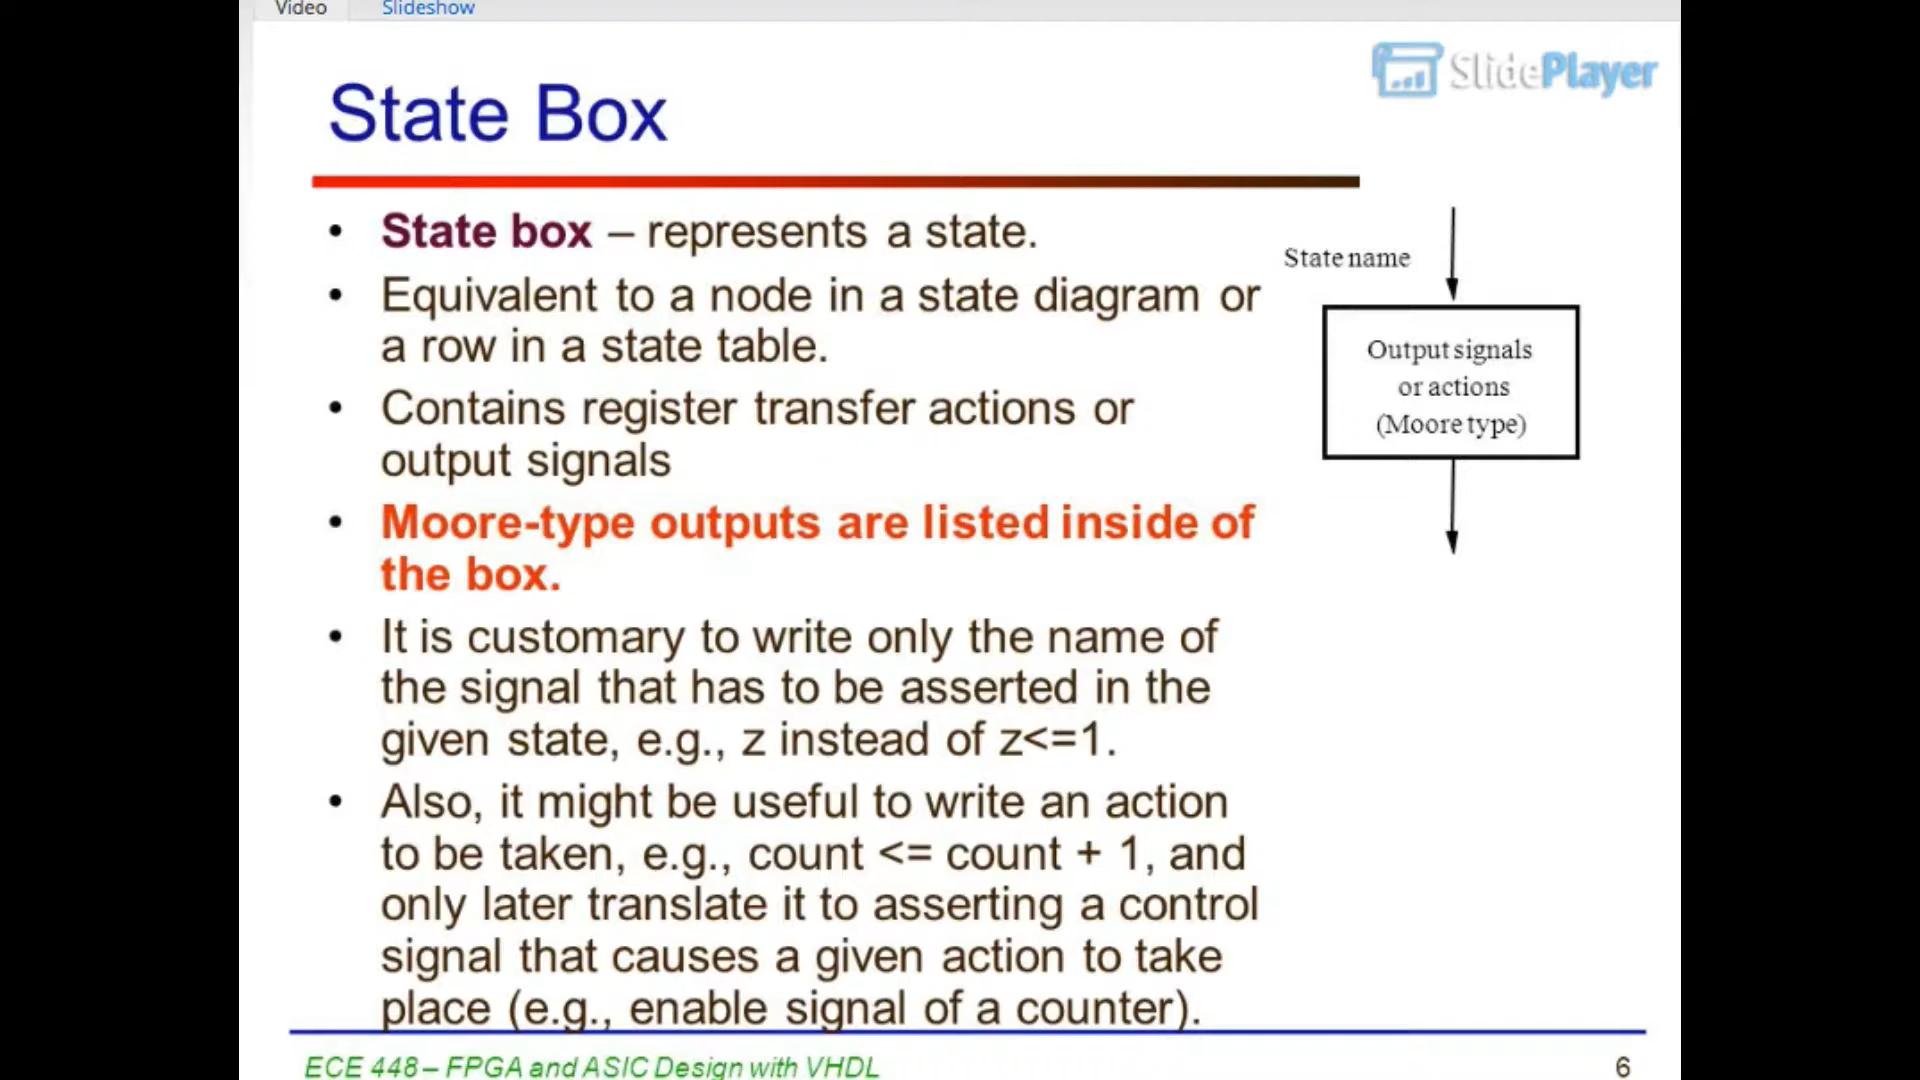 Video Slideshow
SlidePlayer
State Box
• State box – represents a state.
• Equivalent to a node in a state diagram or
a row in a state table.
• Contains register transfer actions or
output signals
• Moore-type outputs are listed inside of
the box.
• It is customary to write only the name of
the signal that has to be asserted in the
given state, e.g., z instead of z<=1.
• Also, it might be useful to write an action
to be taken, e.g., count <= count + 1, and
only later translate it to asserting a control
signal that causes a given action to take
place (e.g., enable signal of a counter).
State name
Output signals
or actions
(Moore type)
ECE 448 – FPGA and ASIC Design with VHDL
6